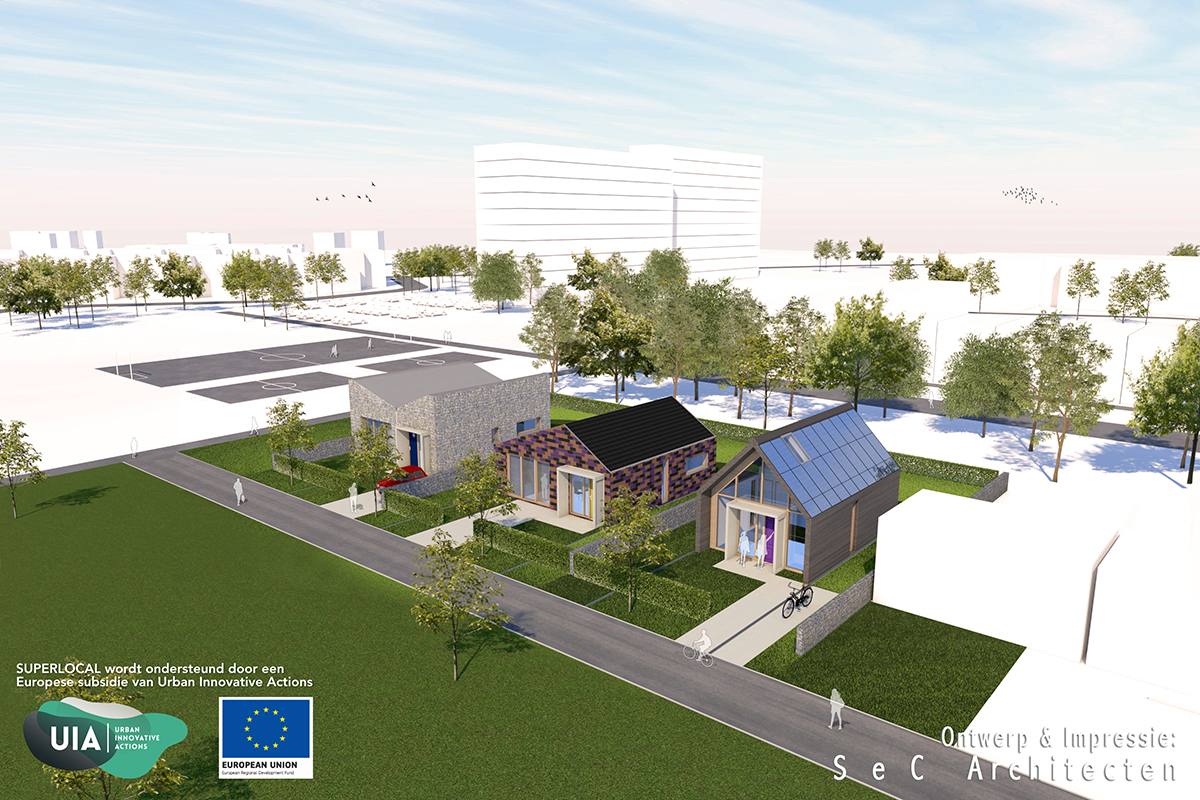 SUPERLOCAL wordt ondersteund door een
Europese subsidie van Urban Innovative Actions
UIA
URBAN
INNOVATIVE
ACTIONS
EUROPEAN UNION
European Regional Development Fund
Ontwerp & Impressie:
SeC Architecten